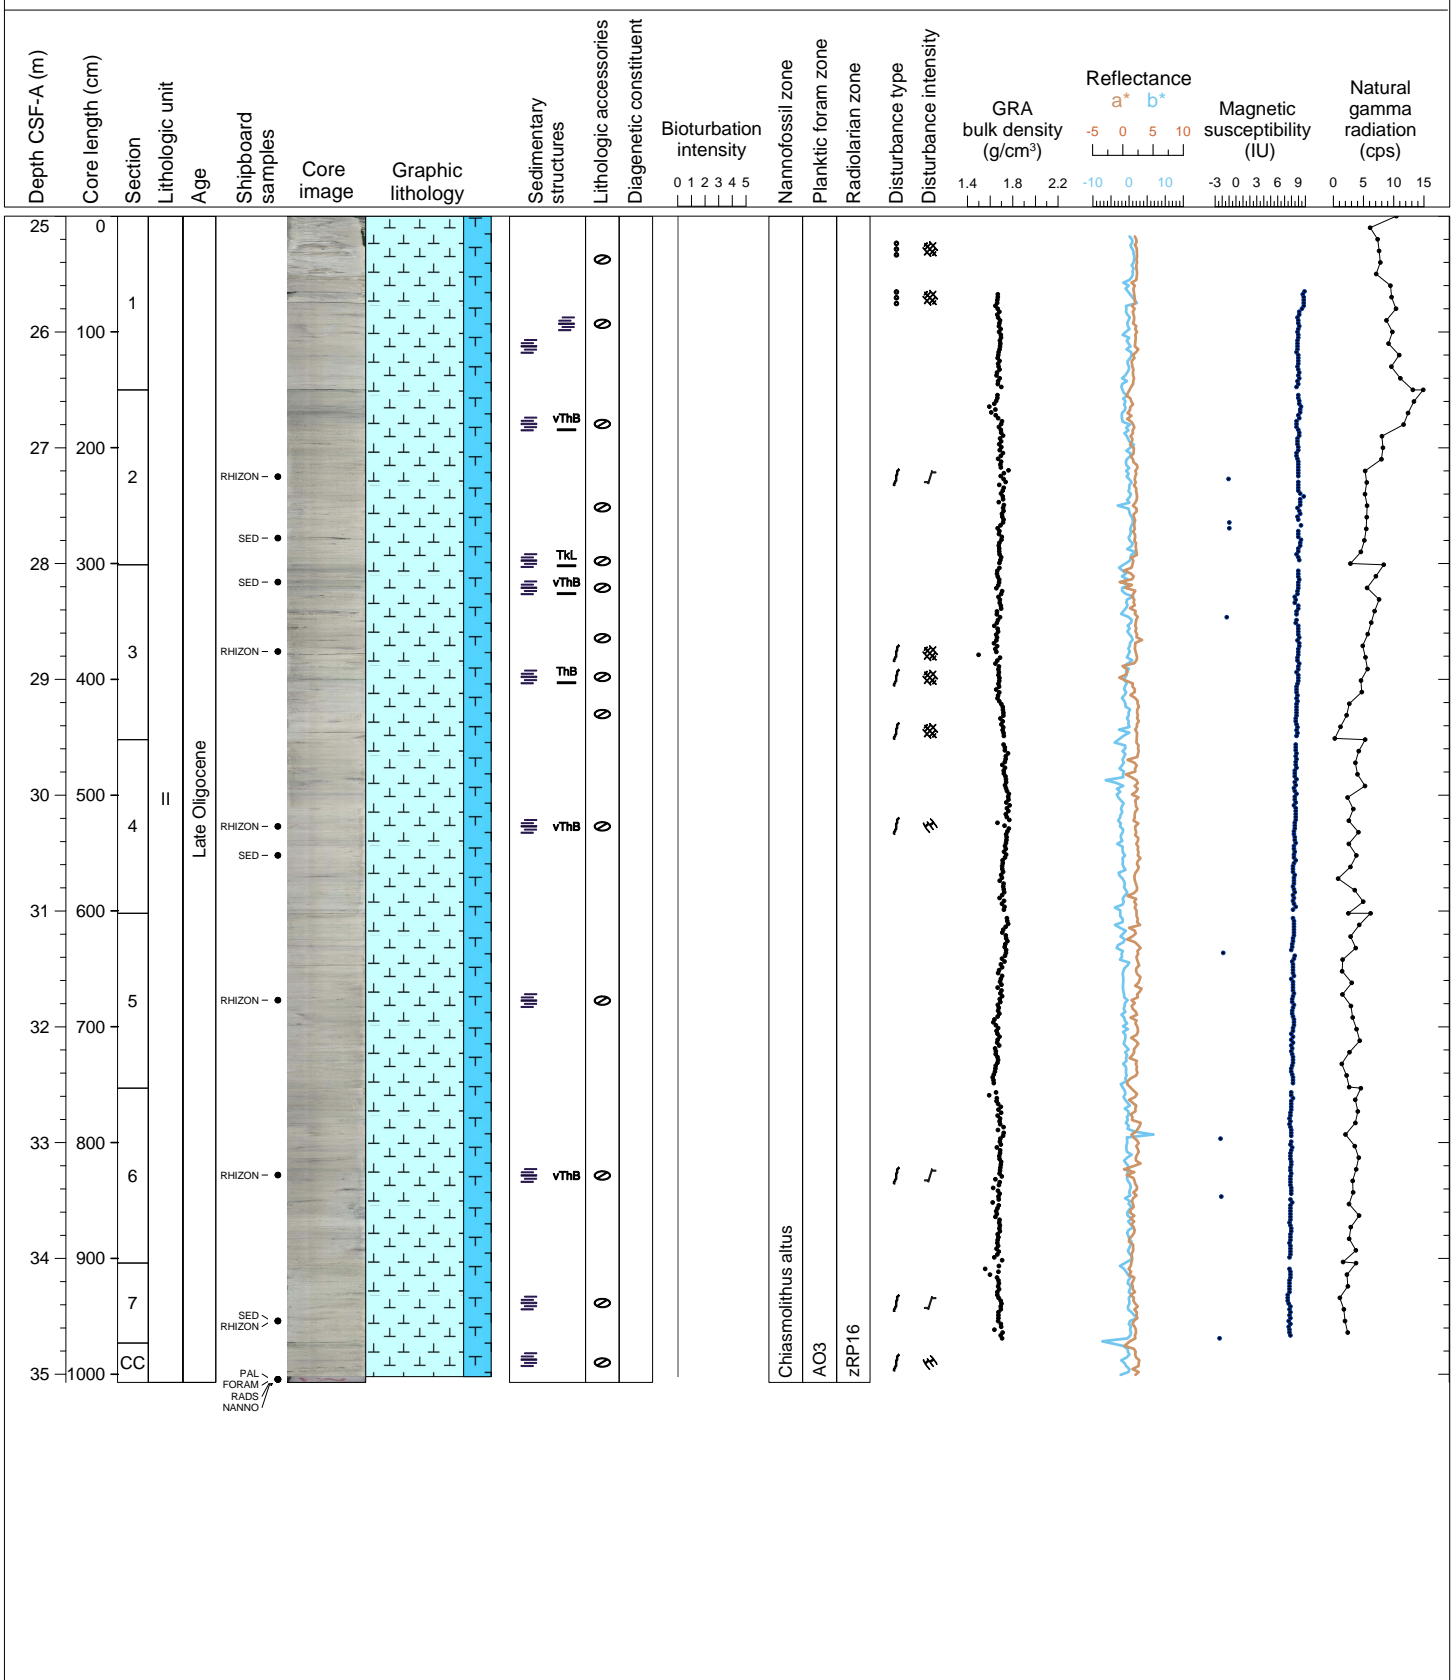 Depth CSF-A (m)
Core length (cm)
Section
Lithologic unit
Age
Shipboard
samples
Core
image
Graphic
lithology
Sedimentary
structures
Lithologic accessories
Diagenetic constituent
Bioturbation
intensity
0 1 2 3 4 5
Nannofossil zone
Planktic foram zone
Radiolarian zone
Disturbance type
Disturbance intensity
GRA
bulk density
(g/cm³)
1.4 1.8 2.2
Reflectance
a* b*
-5 0 5 10
-10 0 10
Magnetic
susceptibility
(IU)
-3 0 3 6 9
Natural
gamma
radiation
(cps)
0 5 10 15
25 0
1
26 100
vThB
27 200
2
RHIZON
SED
TkL
28 300
SED
vThB
3
RHIZON
ThB
29 400
Late Oligocene
II
30 500
4
RHIZON
vThB
SED
31 600
5
RHIZON
32 700
33 800
6
RHIZON
vThB
34 900
7
SED
RHIZON
CC
35 1000
PAL
FORAM
RADS
NANNO
Chiasmolithus altus
AO3
zRP16